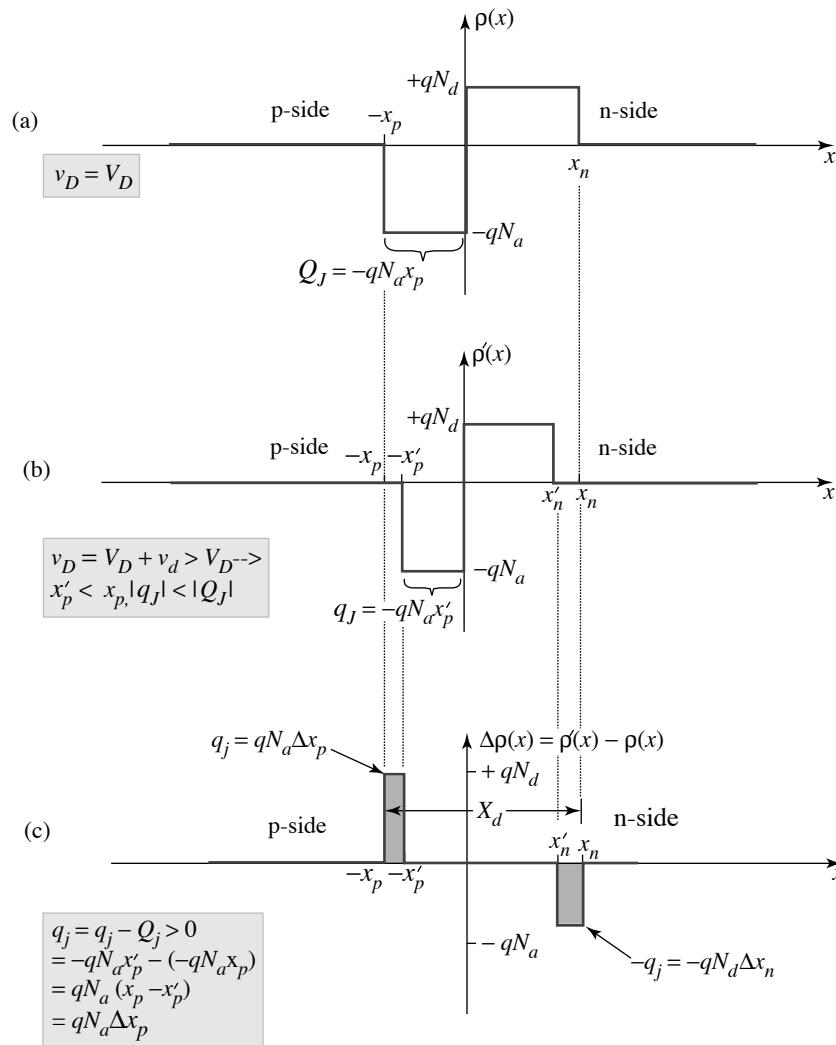 ρ(x)
+qN_d
p-side
n-side
(a)
−x_p
x
x_n
v_D = V_D
−qN_a
Q_J = −qN_a x_p
ρ′(x)
+qN_d
p-side
n-side
(b)
−x_p −x′_p
x′_n x_n
x
v_D = V_D + v_d > V_D-->
x′_p < x_p, |q_J| < |Q_J|
−qN_a
q_J = −qN_a x′_p
q_j = qN_a Δx_p
Δρ(x) = ρ′(x) − ρ(x)
+ qN_d
X_d
(c)
p-side
n-side
x′_n x_n
x
−x_p −x′_p
− qN_a
−q_j = −qN_d Δx_n
q_j = q_j − Q_j > 0
= −qN_a x′_p − (−qN_a x_p)
= qN_a (x_p − x′_p)
= qN_a Δx_p